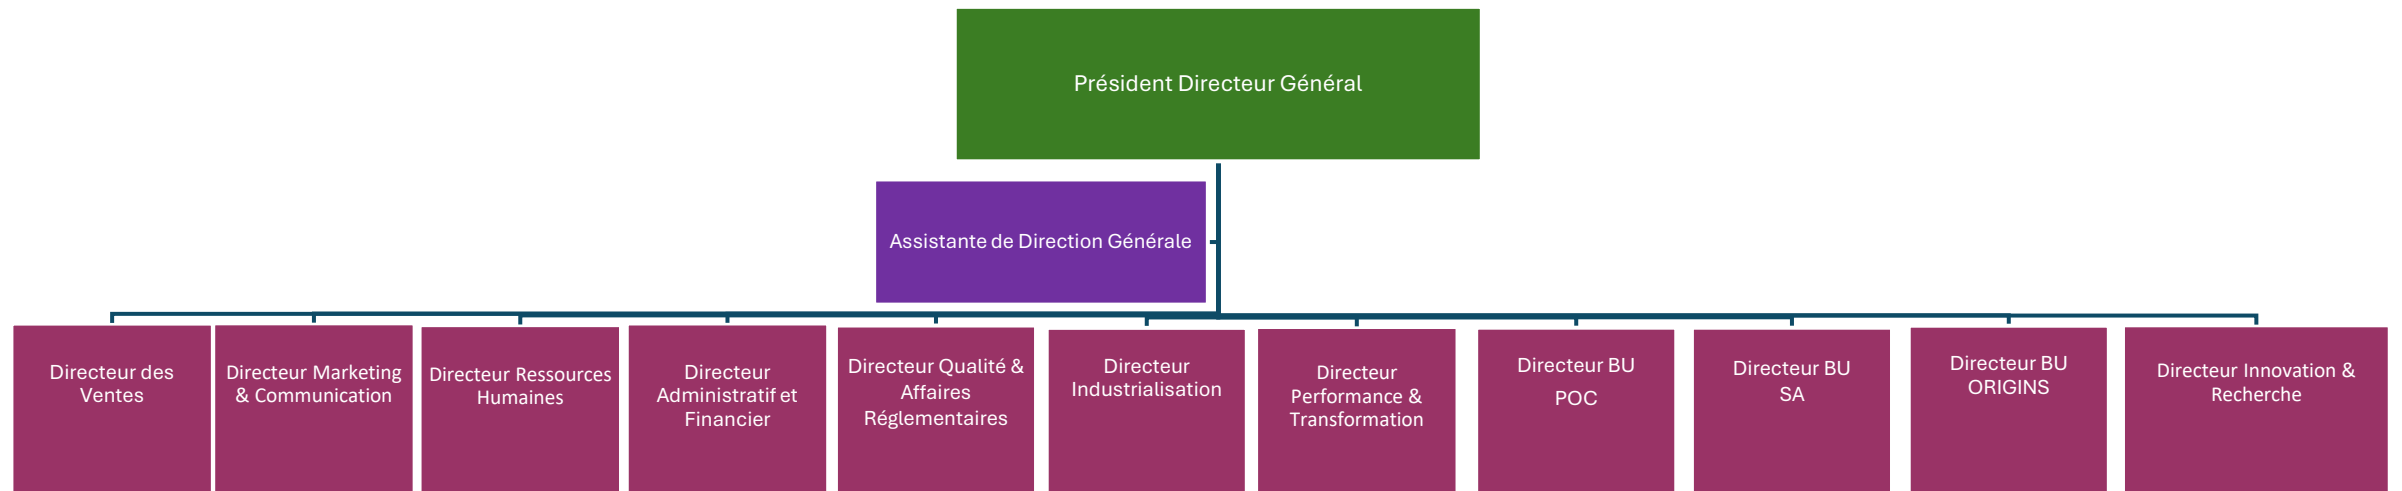 Président Directeur Général
Assistante de Direction Générale
Directeur des
Ventes
Directeur Marketing
& Communication
Directeur Ressources
Humaines
Directeur
Administratif et
Financier
Directeur Qualité &
Affaires
Réglementaires
Directeur
Industrialisation
Directeur
Performance &
Transformation
Directeur BU
POC
Directeur BU
SA
Directeur BU
ORIGINS
Directeur Innovation &
Recherche